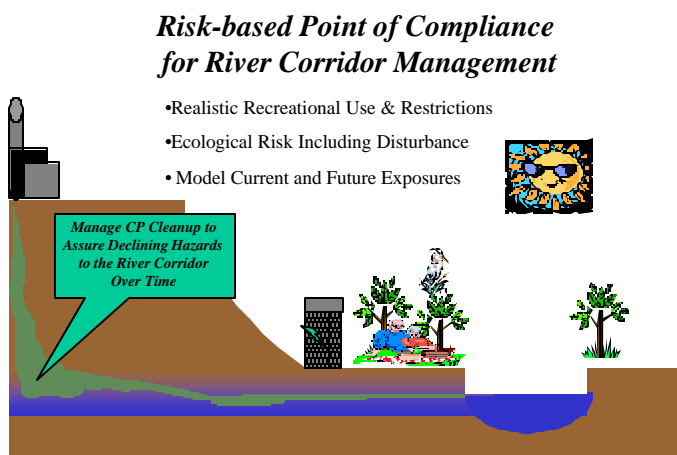 Risk-based Point of Compliance
for River Corridor Management
•Realistic Recreational Use & Restrictions
•Ecological Risk Including Disturbance
• Model Current and Future Exposures
Manage CP Cleanup to
Assure Declining Hazards
to the River Corridor
Over Time